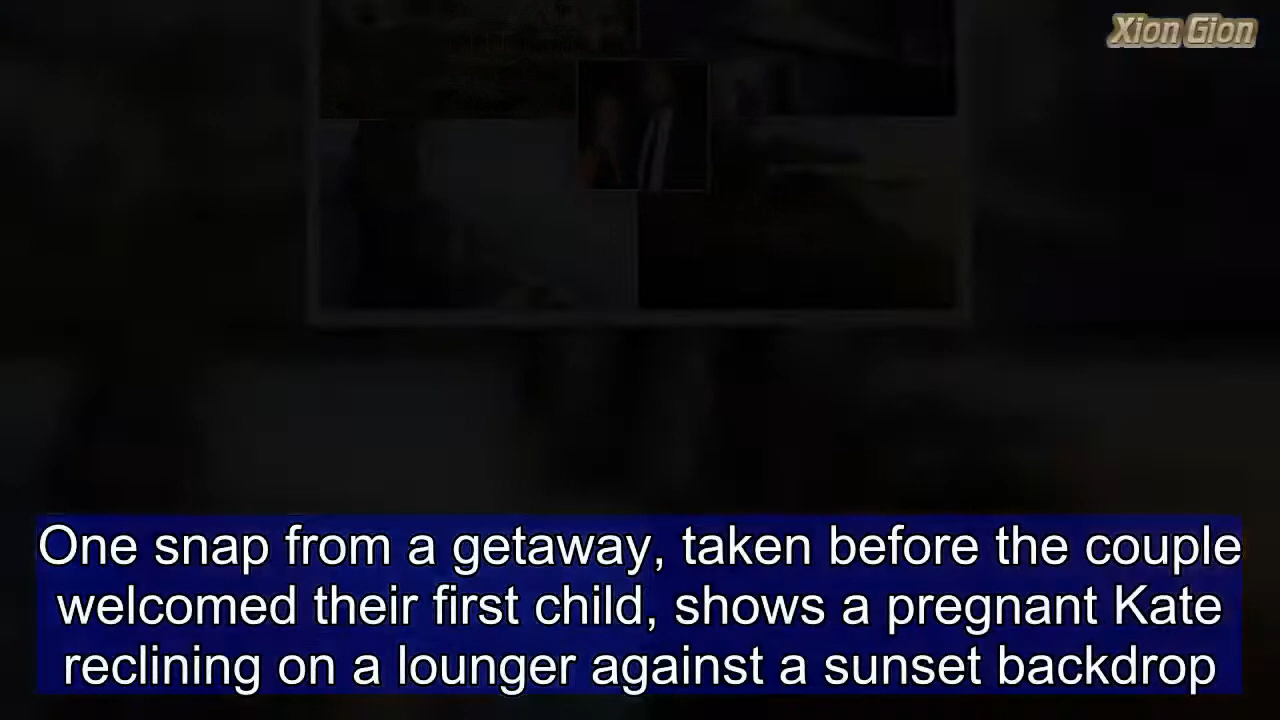 Xion Gion
One snap from a getaway, taken before the couple
welcomed their first child, shows a pregnant Kate
reclining on a lounger against a sunset backdrop